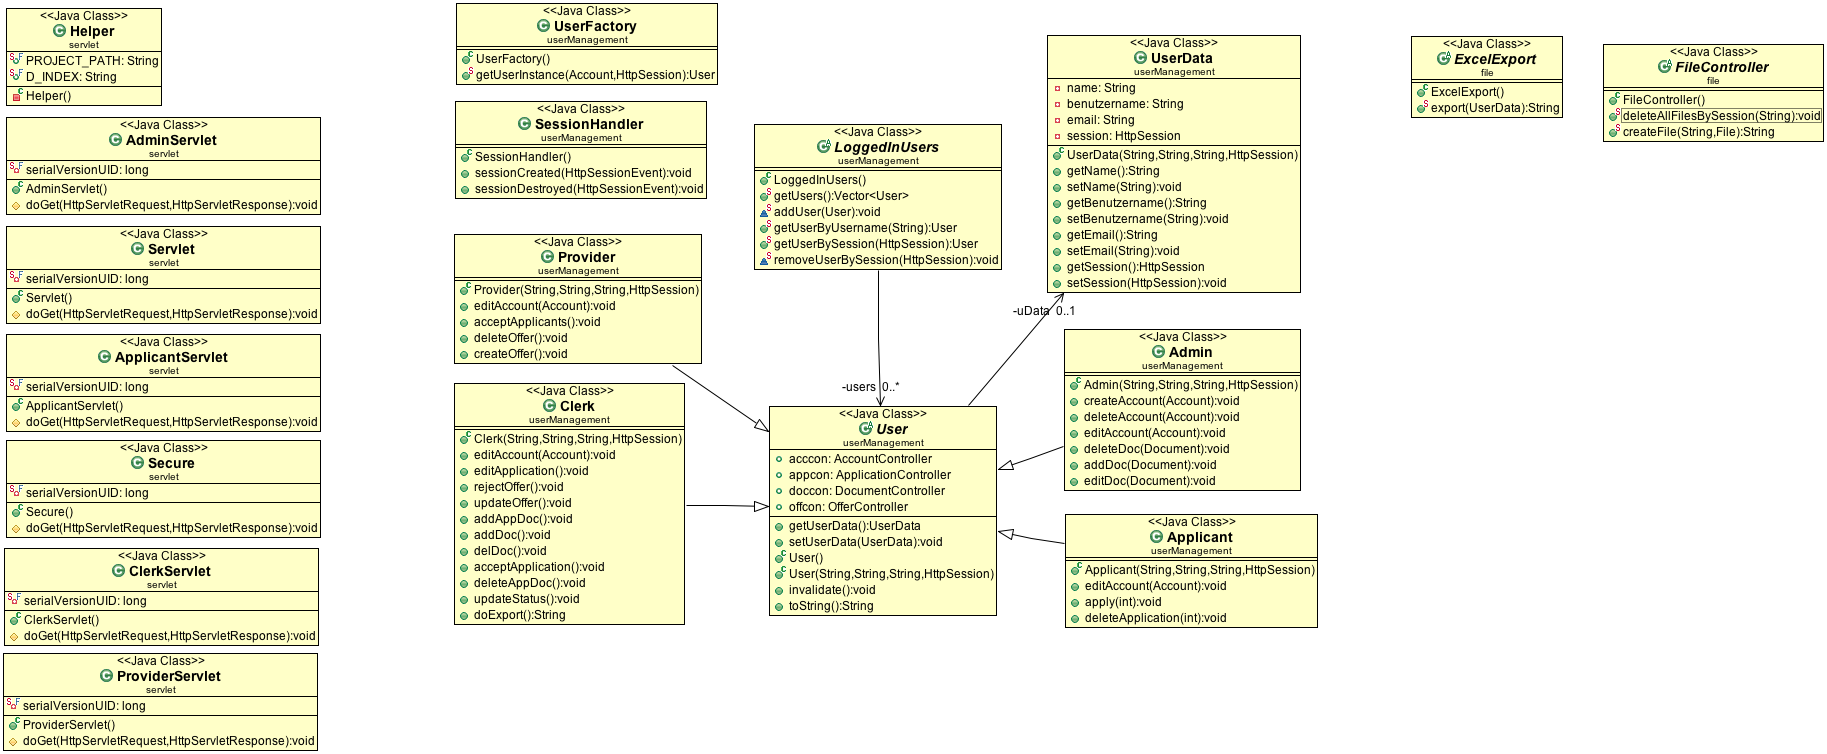 <<Java Class>>
Helper
servlet
PROJECT_PATH: String
D_INDEX: String
Helper()
<<Java Class>>
AdminServlet
servlet
serialVersionUID: long
AdminServlet()
doGet(HttpServletRequest,HttpServletResponse):void
<<Java Class>>
Servlet
servlet
serialVersionUID: long
Servlet()
doGet(HttpServletRequest,HttpServletResponse):void
<<Java Class>>
ApplicantServlet
servlet
serialVersionUID: long
ApplicantServlet()
doGet(HttpServletRequest,HttpServletResponse):void
<<Java Class>>
Secure
servlet
serialVersionUID: long
Secure()
doGet(HttpServletRequest,HttpServletResponse):void
<<Java Class>>
ClerkServlet
servlet
serialVersionUID: long
ClerkServlet()
doGet(HttpServletRequest,HttpServletResponse):void
<<Java Class>>
ProviderServlet
servlet
serialVersionUID: long
ProviderServlet()
doGet(HttpServletRequest,HttpServletResponse):void
<<Java Class>>
UserFactory
userManagement
UserFactory()
getUserInstance(Account,HttpSession):User
<<Java Class>>
SessionHandler
userManagement
SessionHandler()
sessionCreated(HttpSessionEvent):void
sessionDestroyed(HttpSessionEvent):void
<<Java Class>>
Provider
userManagement
Provider(String,String,String,HttpSession)
editAccount(Account):void
acceptApplicants():void
deleteOffer():void
createOffer():void
<<Java Class>>
Clerk
userManagement
Clerk(String,String,String,HttpSession)
editAccount(Account):void
editApplication():void
rejectOffer():void
updateOffer():void
addAppDoc():void
addDoc():void
delDoc():void
acceptApplication():void
deleteAppDoc():void
updateStatus():void
doExport():String
<<Java Class>>
LoggedInUsers
userManagement
LoggedInUsers()
getUsers():Vector<User>
addUser(User):void
getUserByUsername(String):User
getUserBySession(HttpSession):User
removeUserBySession(HttpSession):void
-users 0..*
<<Java Class>>
User
userManagement
acccon: AccountController
appcon: ApplicationController
doccon: DocumentController
offcon: OfferController
getUserData():UserData
setUserData(UserData):void
User()
User(String,String,String,HttpSession)
invalidate():void
toString():String
<<Java Class>>
UserData
userManagement
name: String
benutzername: String
email: String
session: HttpSession
UserData(String,String,String,HttpSession)
getName():String
setName(String):void
getBenutzername():String
setBenutzername(String):void
getEmail():String
setEmail(String):void
getSession():HttpSession
setSession(HttpSession):void
-uData 0..1
<<Java Class>>
Admin
userManagement
Admin(String,String,String,HttpSession)
createAccount(Account):void
deleteAccount(Account):void
editAccount(Account):void
deleteDoc(Document):void
addDoc(Document):void
editDoc(Document):void
<<Java Class>>
Applicant
userManagement
Applicant(String,String,String,HttpSession)
editAccount(Account):void
apply(int):void
deleteApplication(int):void
<<Java Class>>
ExcelExport
file
ExcelExport()
export(UserData):String
<<Java Class>>
FileController
file
FileController()
deleteAllFilesBySession(String):void
createFile(String,File):String